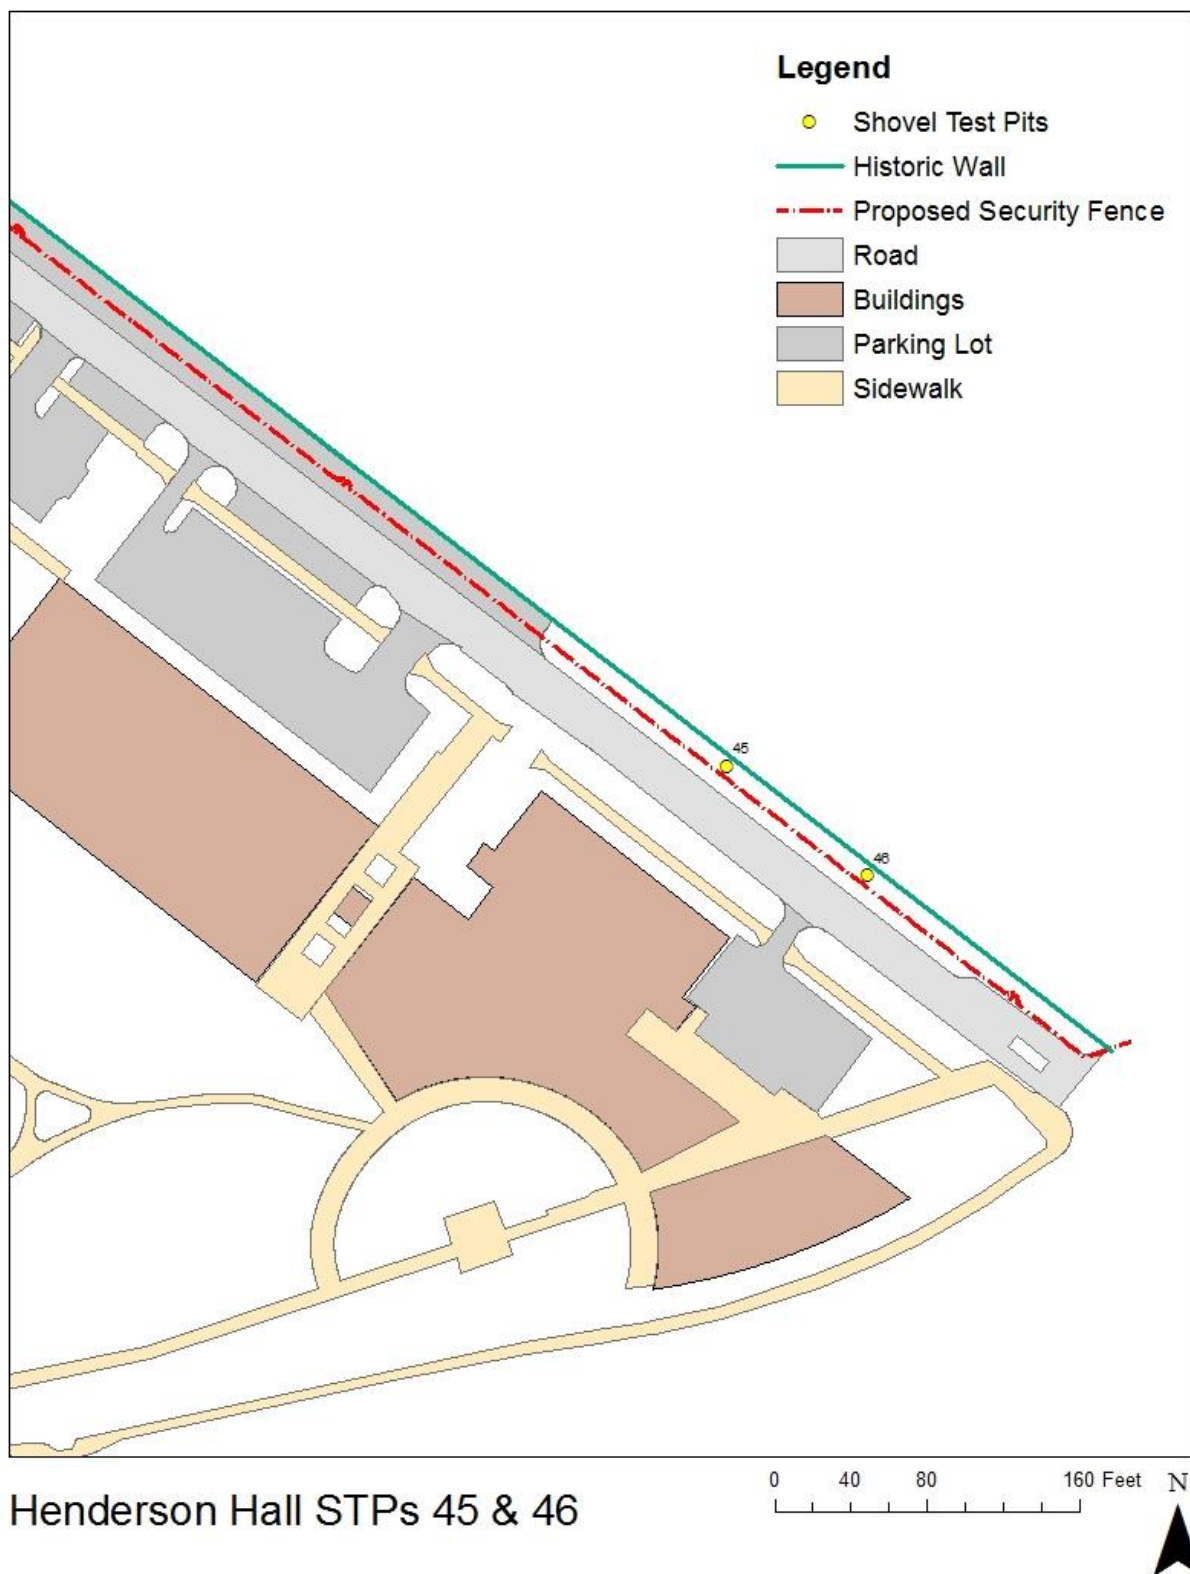 Legend
Shovel Test Pits
Historic Wall
Proposed Security Fence
Road
Buildings
Parking Lot
Sidewalk
45
46
0 40 80 160 Feet N
Henderson Hall STPs 45 & 46